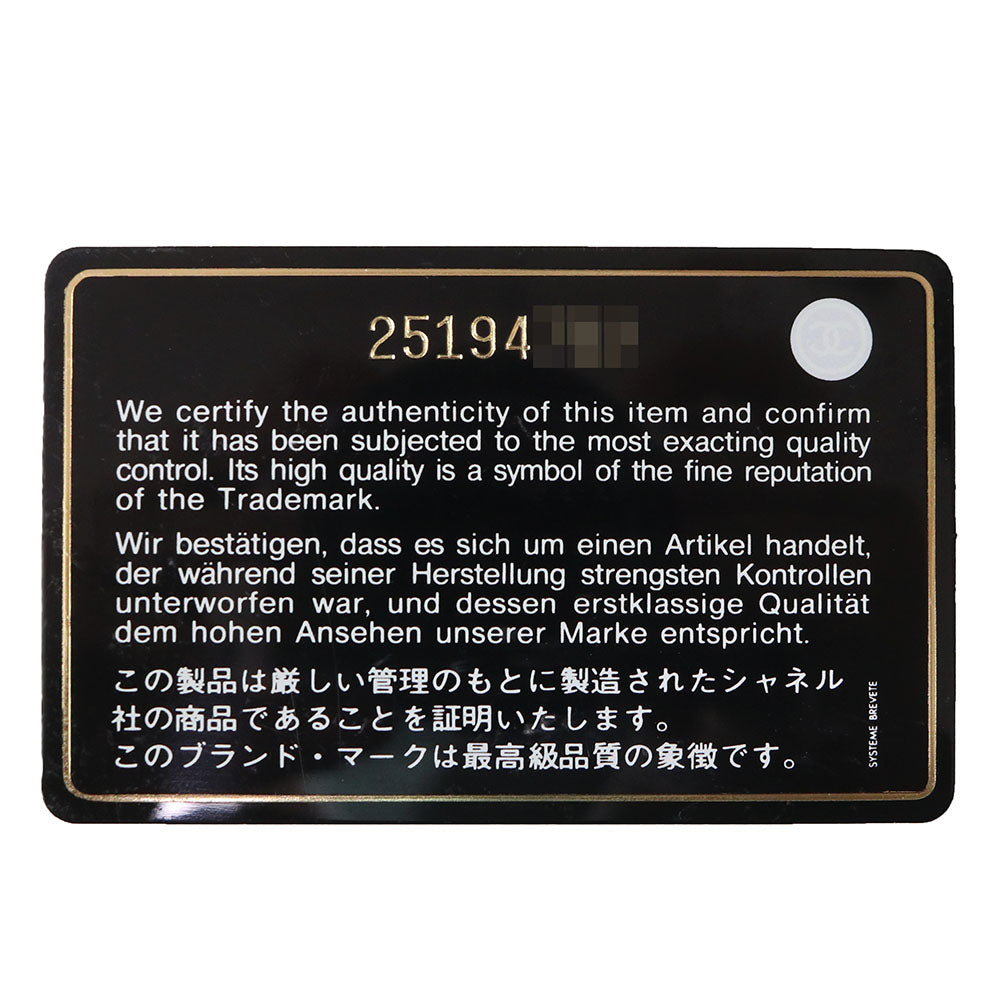 25194
We certify the authenticity of this item and confirm
that it has been subjected to the most exacting quality
control. Its high quality is a symbol of the fine reputation
of the Trademark.
Wir bestätigen, dass es sich um einen Artikel handelt,
der während seiner Herstellung strengsten Kontrollen
unterworfen war, und dessen erstklassige Qualität
dem hohen Ansehen unserer Marke entspricht.
この製品は厳しい管理のもとに製造されたシャネル
社の商品であることを証明いたします。
このブランド・マークは最高級品質の象徴です。
SYSTEME BREVETE